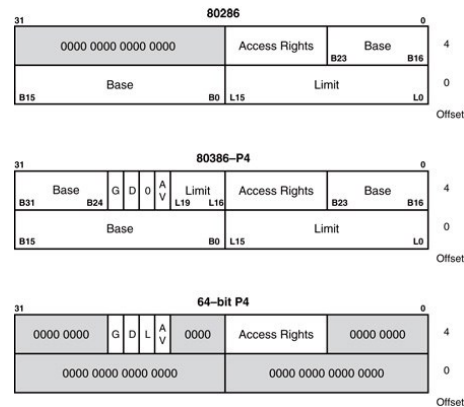 80286
31 0
0000 0000 0000 0000 Access Rights Base 4
B23 B16
Base Limit 0
B15 B0 L15 L0
Offset
80386–P4
31 0
Base G D 0 A V Limit Access Rights Base 4
B31 B24 L19 L16 B23 B16
Base Limit 0
B15 B0 L15 L0
Offset
64–bit P4
31 0
0000 0000 G D L A V 0000 Access Rights 0000 0000 4
0000 0000 0000 0000 0000 0000 0000 0000 0
Offset